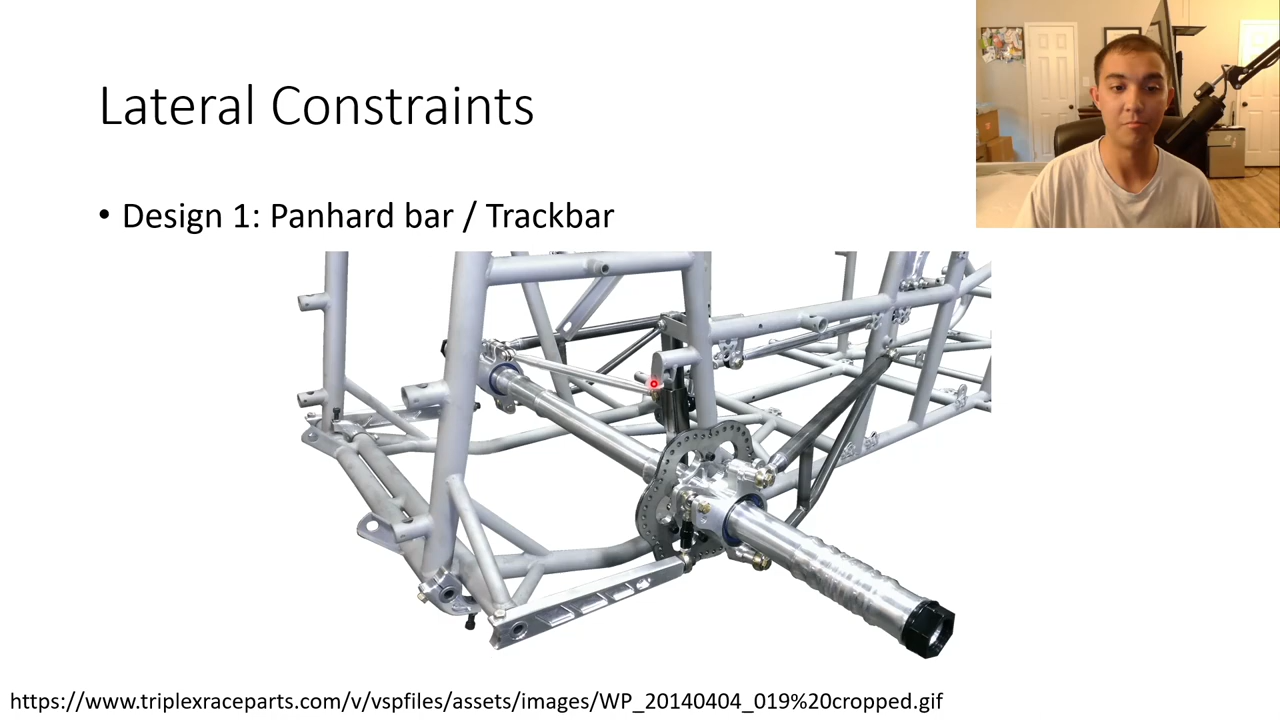 Lateral Constraints
• Design 1: Panhard bar / Trackbar
https://www.triplexraceparts.com/v/vspfiles/assets/images/WP_20140404_019%20cropped.gif